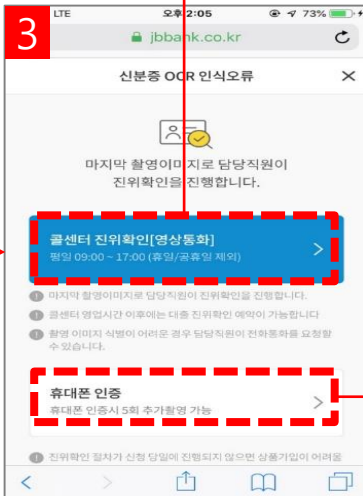 3
LTE 오후 2:05 73%
jbbank.co.kr
신분증 OCR 인식오류
마지막 촬영이미지로 담당직원이
진위확인을 진행합니다.
콜센터 진위확인[영상통화]
평일 09:00 ~ 17:00 (휴일/공휴일 제외)
마지막 촬영이미지로 담당직원이 진위확인을 진행합니다.
콜센터 영업시간 이후에는 대출 진위확인 예약이 가능합니다
촬영 이미지 식별이 어려운 경우 담당직원이 전화통화를 요청할
수 있습니다.
휴대폰 인증
휴대폰 인증시 5회 추가촬영 가능
진위확인 절차가 신청 당일에 진행되지 않으면 상품가입이 어려울